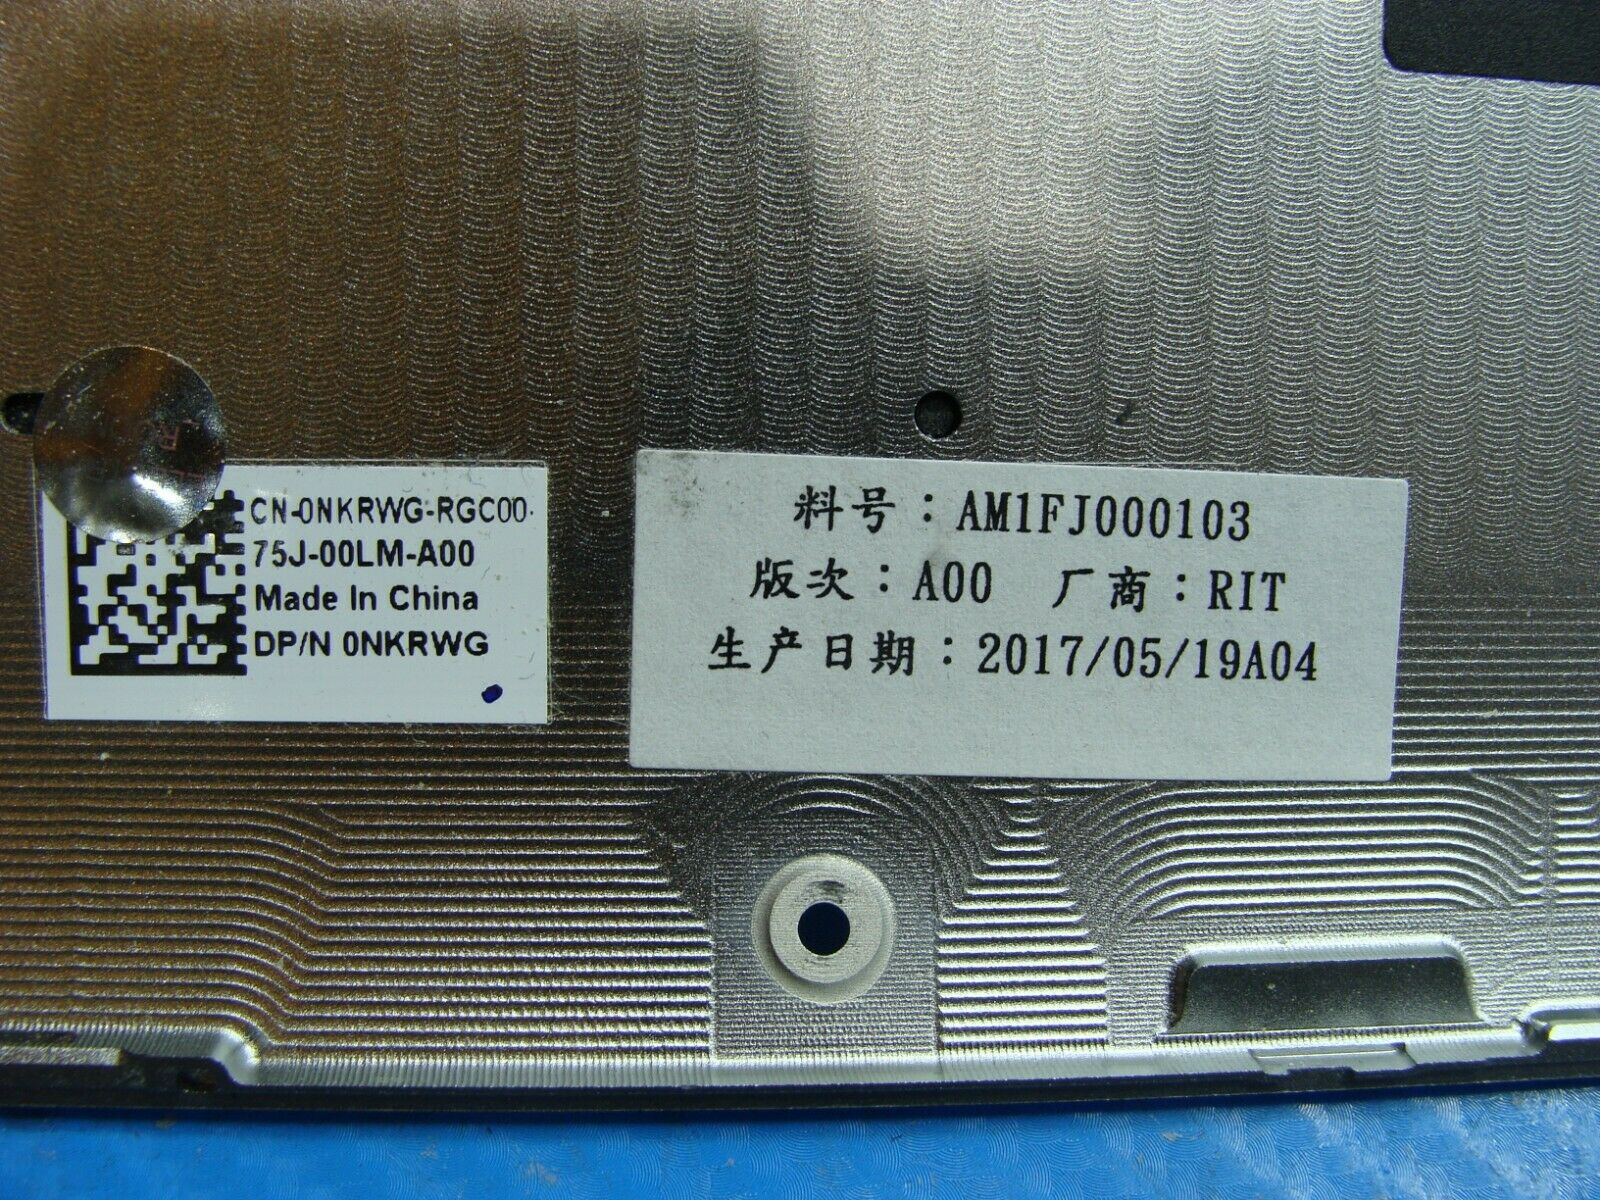 CN-0NKRWG-RGC00-
75J-00LM-A00
Made In China
DP/N 0NKRWG
料号：AM1FJ000103
版次：A00 厂商：RIT
生产日期：2017/05/19A04